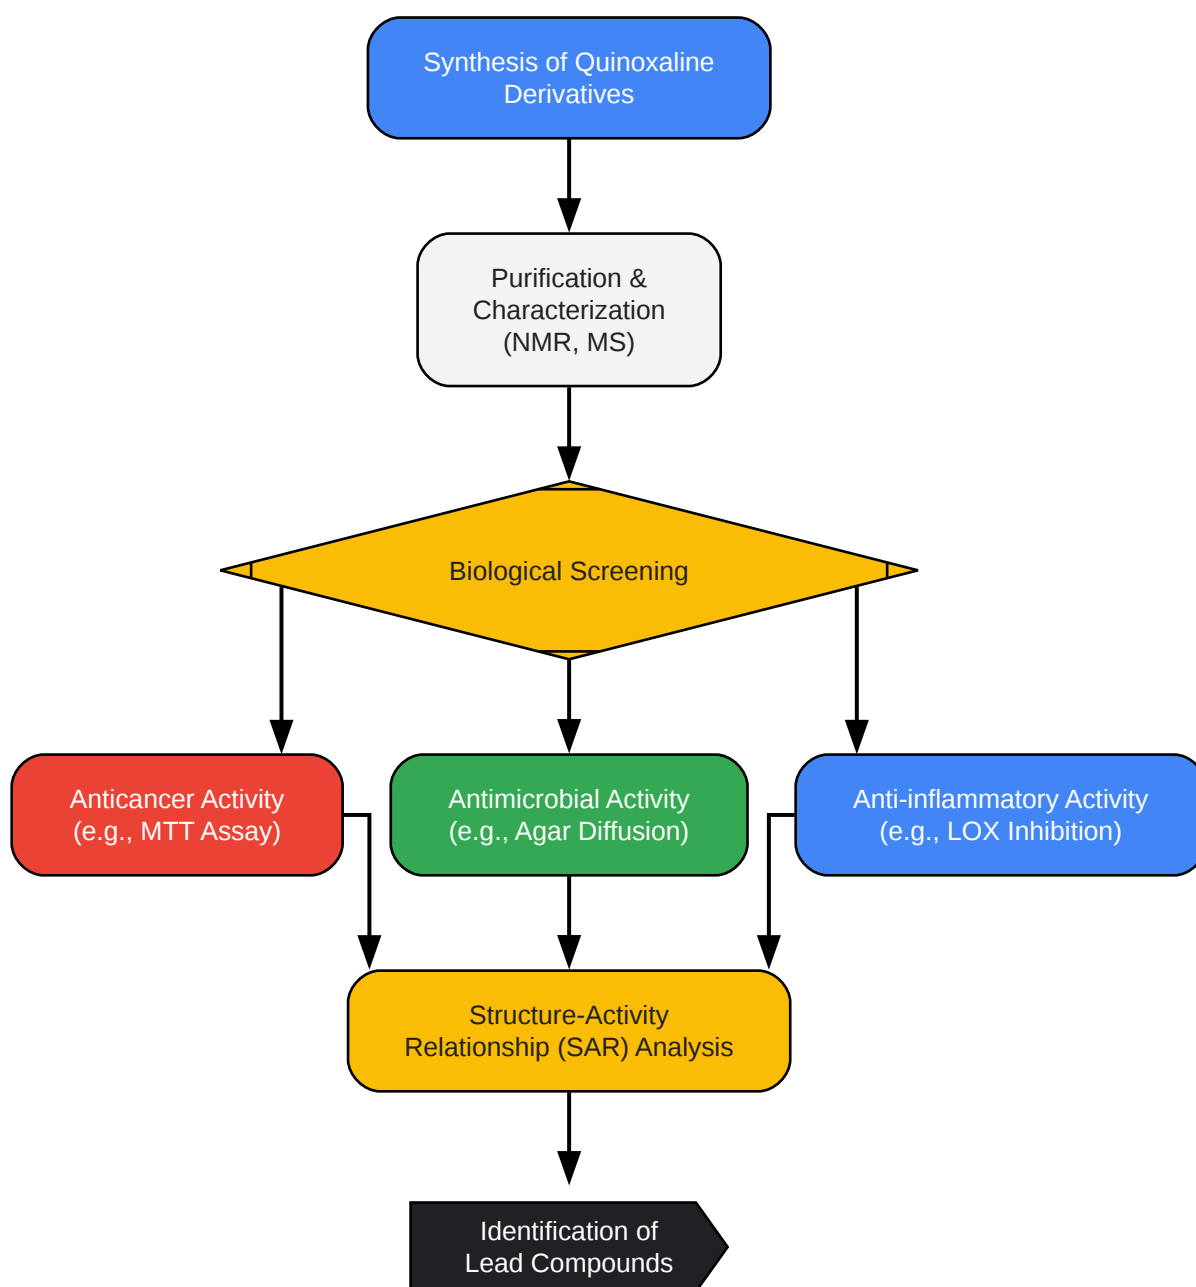 Synthesis of Quinoxaline
Derivatives
Purification &
Characterization
(NMR, MS)
Biological Screening
Anticancer Activity
(e.g., MTT Assay)
Antimicrobial Activity
(e.g., Agar Diffusion)
Anti-inflammatory Activity
(e.g., LOX Inhibition)
Structure-Activity
Relationship (SAR) Analysis
Identification of
Lead Compounds